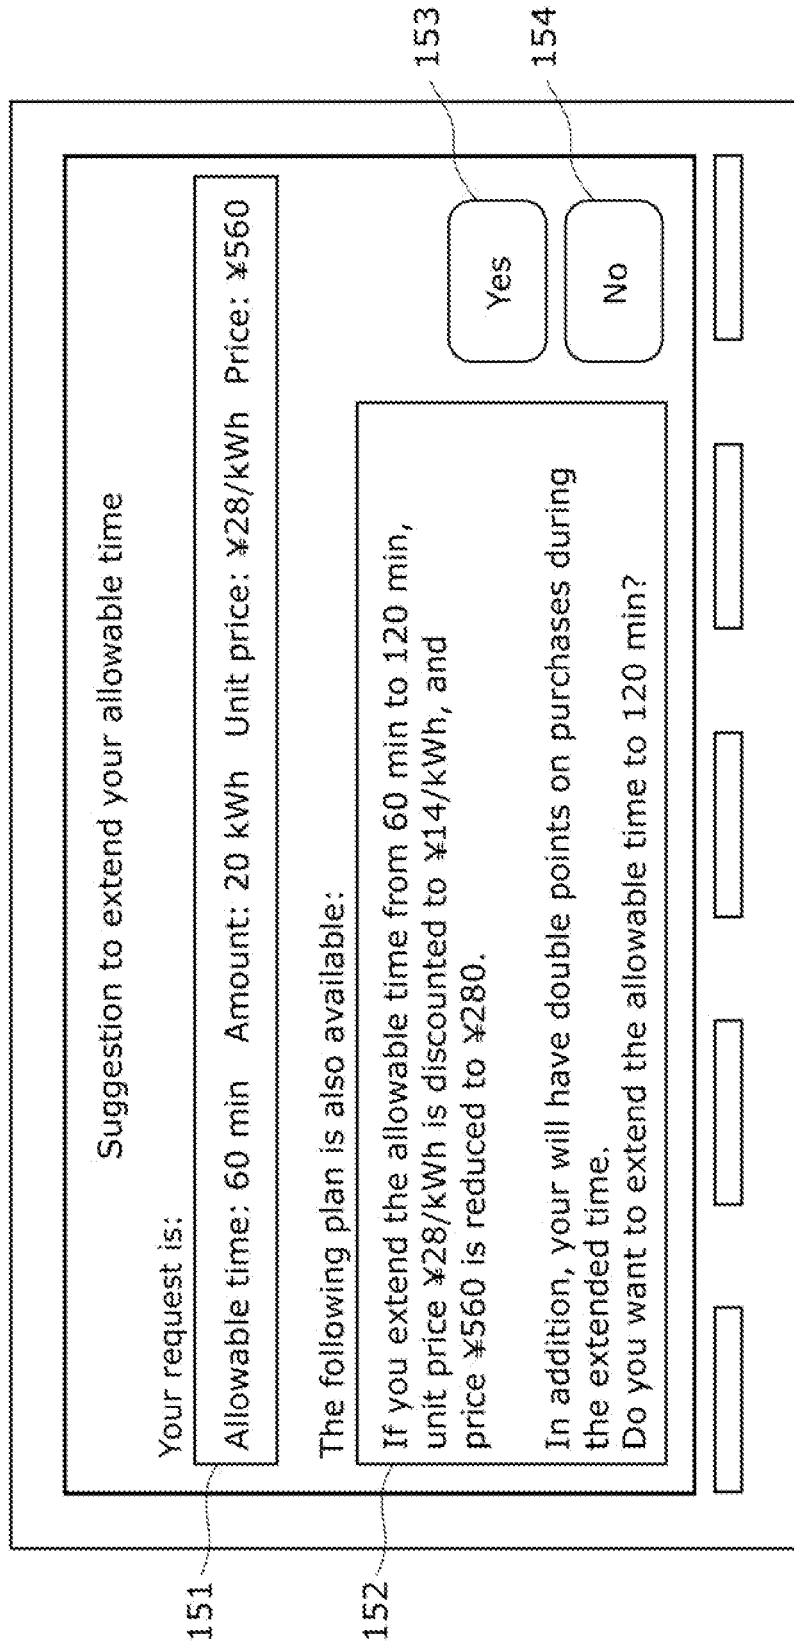 Suggestion to extend your allowable time
Your request is:
Allowable time: 60 min Amount: 20 kWh Unit price: ¥28/kWh Price: ¥560
The following plan is also available:
If you extend the allowable time from 60 min to 120 min,
unit price ¥28/kWh is discounted to ¥14/kWh, and
price ¥560 is reduced to ¥280.
In addition, your will have double points on purchases during
the extended time.
Do you want to extend the allowable time to 120 min?
Yes
No
151
152
153
154